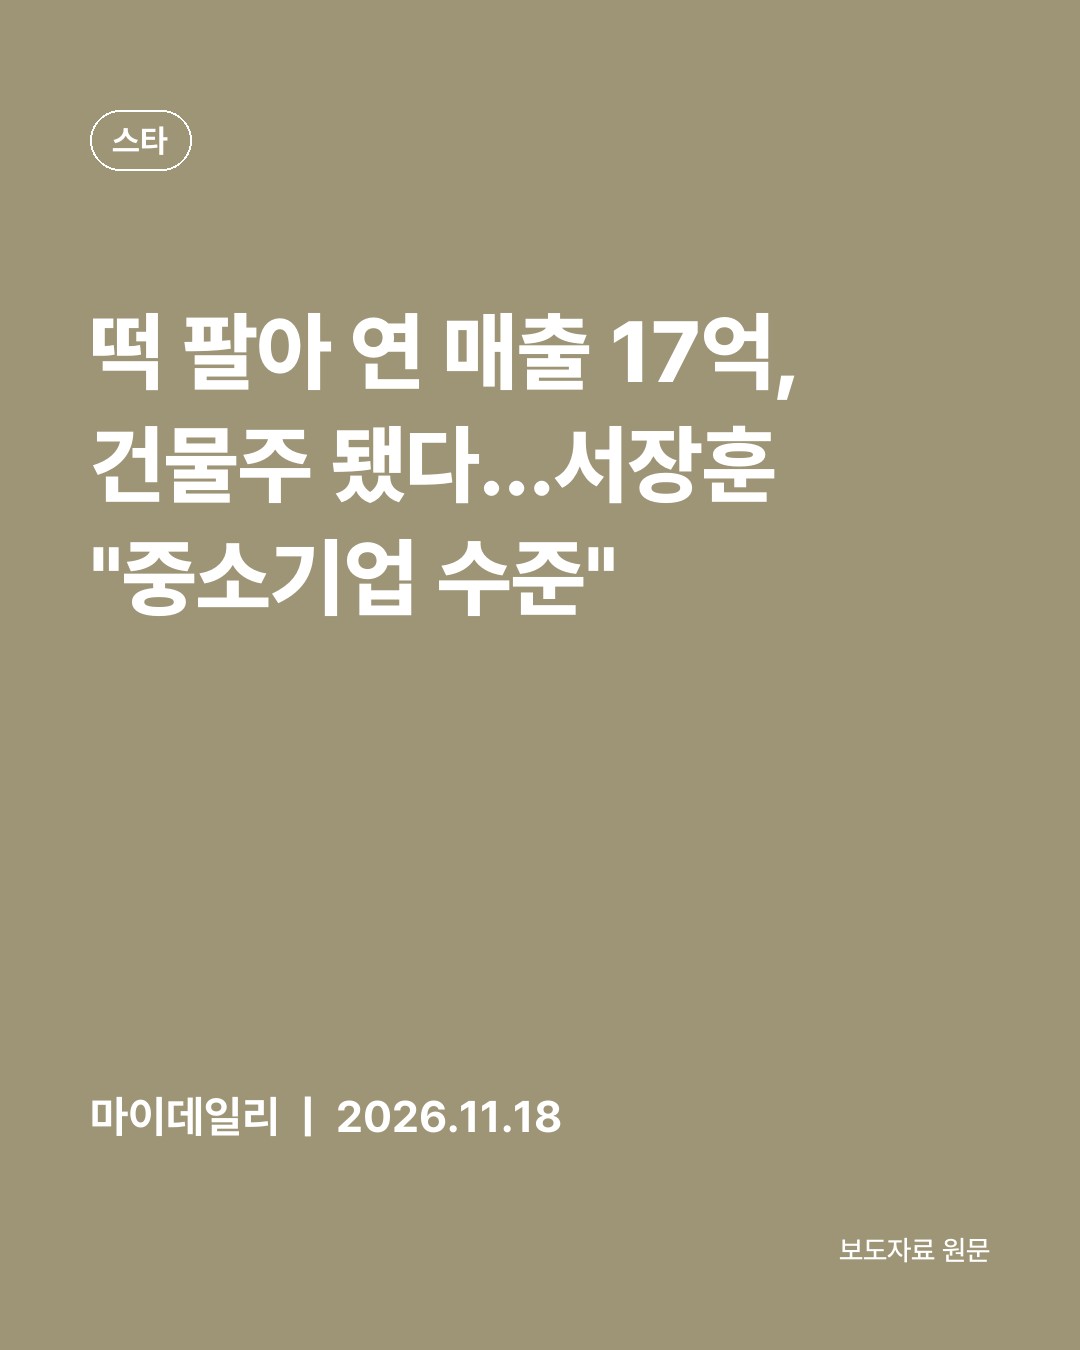 스타
떡 팔아 연 매출 17억,
건물주 됐다...서장훈
"중소기업 수준"
마이데일리 | 2026.11.18
보도자료 원문